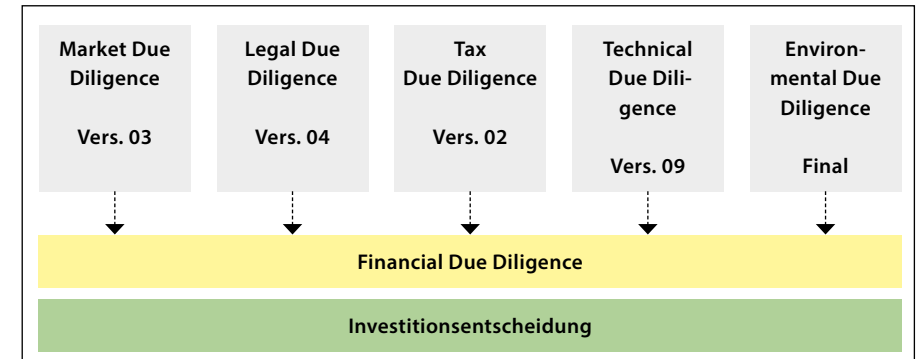 Market Due
Diligence
Vers. 03
Legal Due
Diligence
Vers. 04
Tax
Due Diligence
Vers. 02
Technical
Due Dili-
gence
Vers. 09
Environ-
mental Due
Diligence
Final
Financial Due Diligence
Investitionsentscheidung